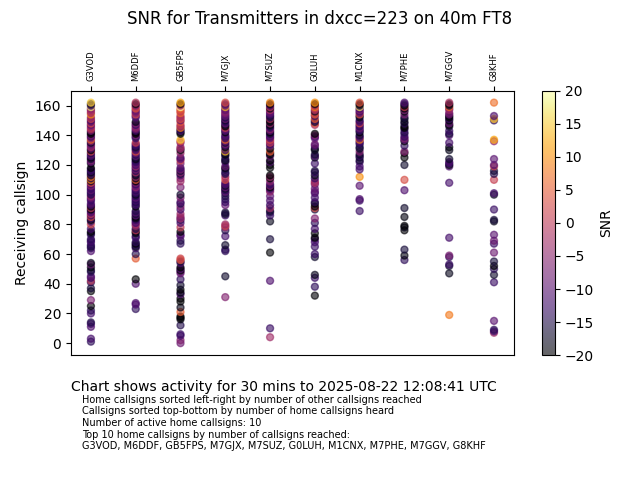 SNR for Transmitters in dxcc=223 on 40m FT8
G3VOD M6DDF GB5FPS M7GJX M7SUZ G0LUH M1CNX M7PHE M7GGV G8KHF
160
140
120
100
80
60
40
20
0
Receiving callsign
20
15
10
5
0
−5
−10
−15
−20
SNR
Chart shows activity for 30 mins to 2025-08-22 12:08:41 UTC
Home callsigns sorted left-right by number of other callsigns reached
Callsigns sorted top-bottom by number of home callsigns heard
Number of active home callsigns: 10
Top 10 home callsigns by number of callsigns reached:
G3VOD, M6DDF, GB5FPS, M7GJX, M7SUZ, G0LUH, M1CNX, M7PHE, M7GGV, G8KHF